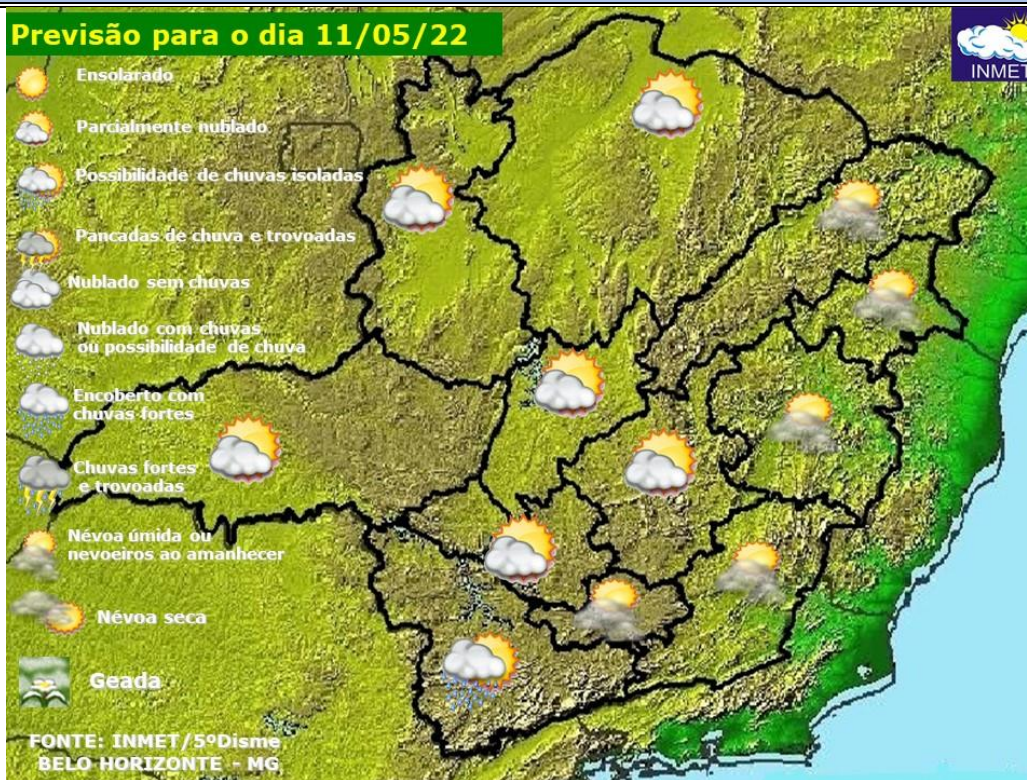 Previsão para o dia 11/05/22
INMET
Ensolarado
Parcialmente nublado
Possibilidade de chuvas isoladas
Pancadas de chuva e trovoadas
Nublado sem chuvas
Nublado com chuvas
ou possibilidade de chuva
Encoberto com
chuvas fortes
Chuvas fortes
e trovoadas
Névoa úmida ou
nevoeiros ao amanhecer
Névoa seca
Geada
FONTE: INMET/5ºDisme
BELO HORIZONTE - MG